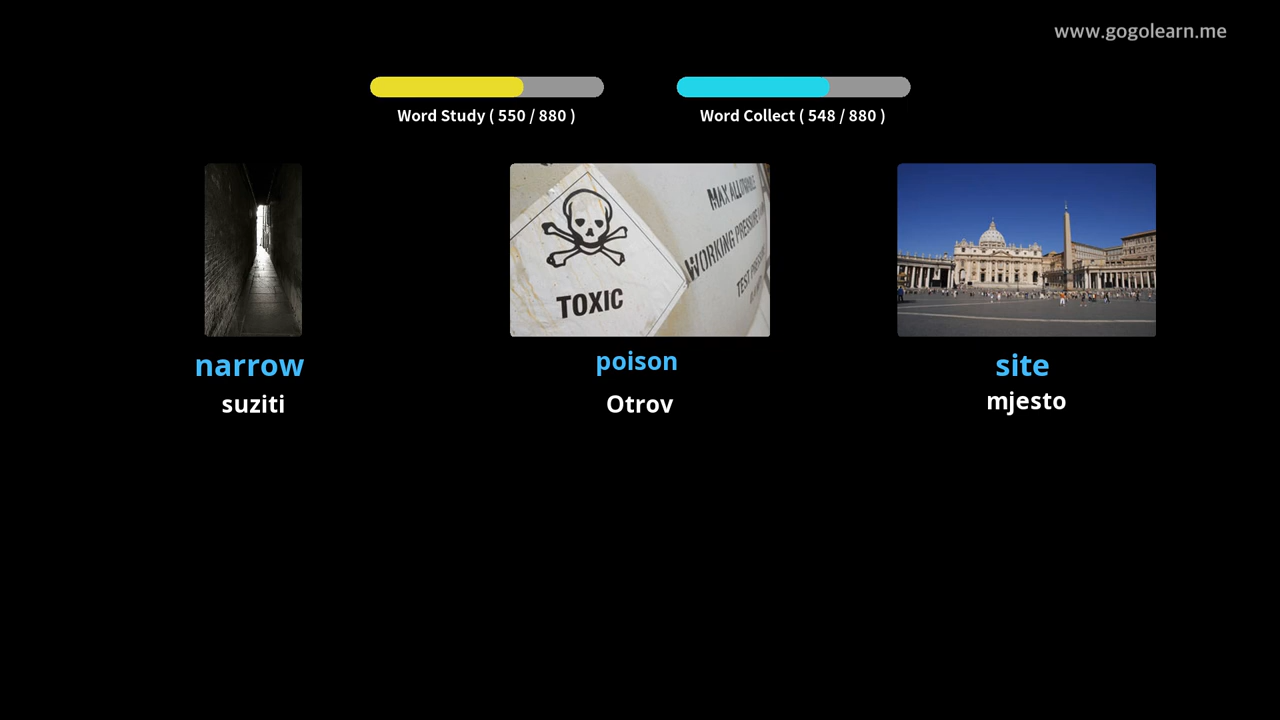 www.gogolearn.me
Word Study ( 550 / 880 )
Word Collect ( 548 / 880 )
TOXIC
MAX ALLOWABLE
WORKING PRESSURE
TEST
narrow
poison
site
suziti
Otrov
mjesto